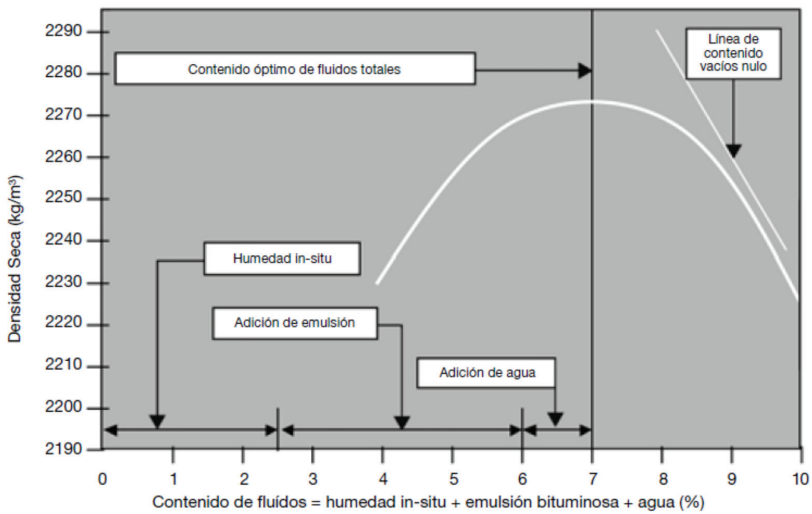 Densidad Seca (kg/m³)
2290
2280
2270
2260
2250
2240
2230
2220
2210
2200
2190
Contenido óptimo de fluidos totales
Línea de
contenido
vacíos nulo
Humedad in-situ
Adición de emulsión
Adición de agua
0 1 2 3 4 5 6 7 8 9 10
Contenido de fluídos = humedad in-situ + emulsión bituminosa + agua (%)